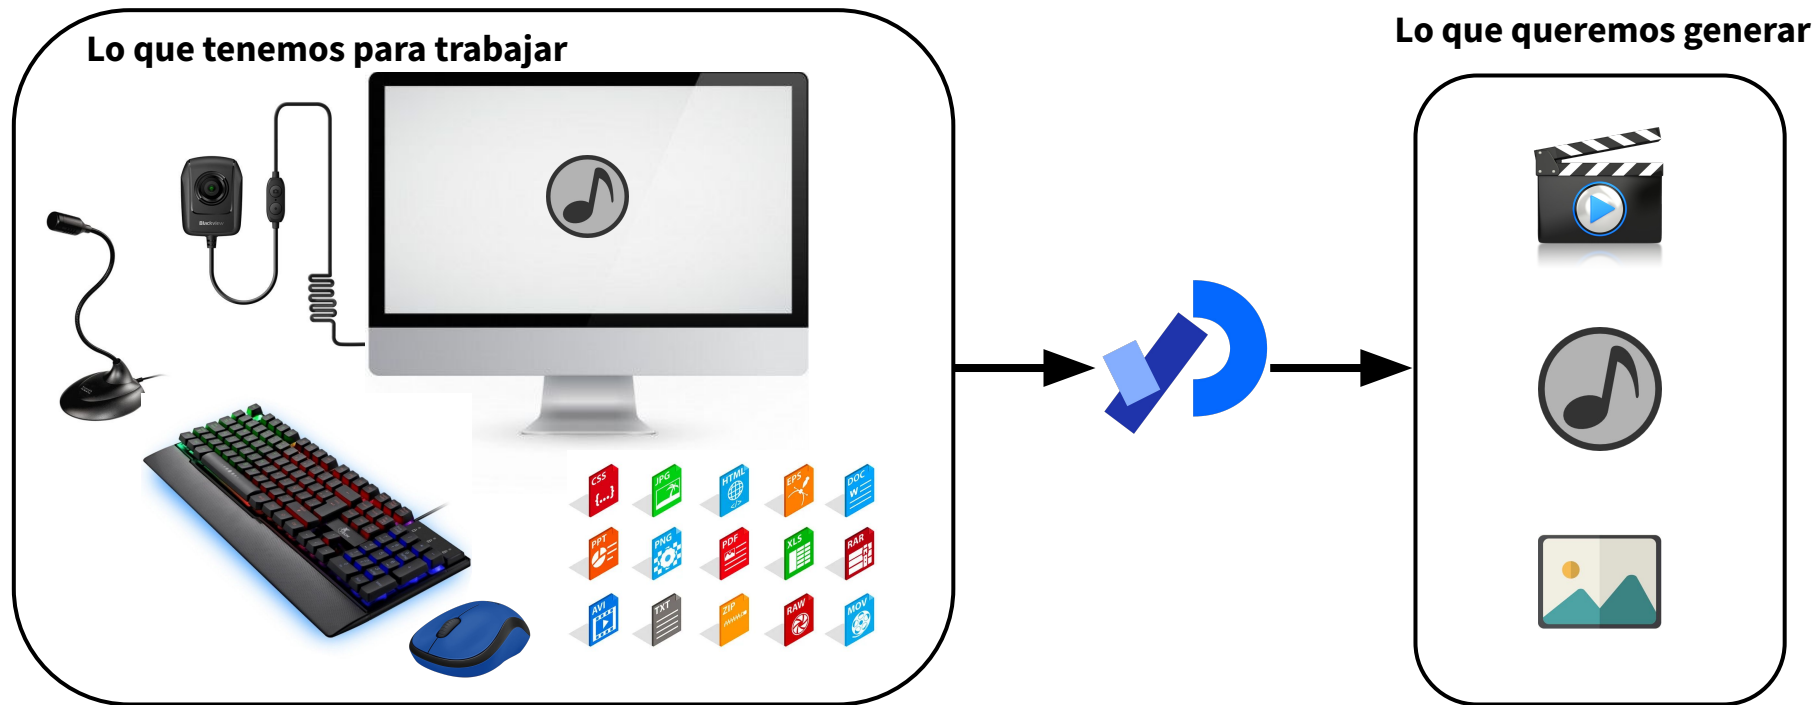 Lo que tenemos para trabajar
Lo que queremos generar
Blackview
CSS
{...}
JPG
HTML
</>
EPS
DOC
W
PPT
PNG
PDF
XLS
RAR
AVI
TXT
ZIP
RAW
MOV